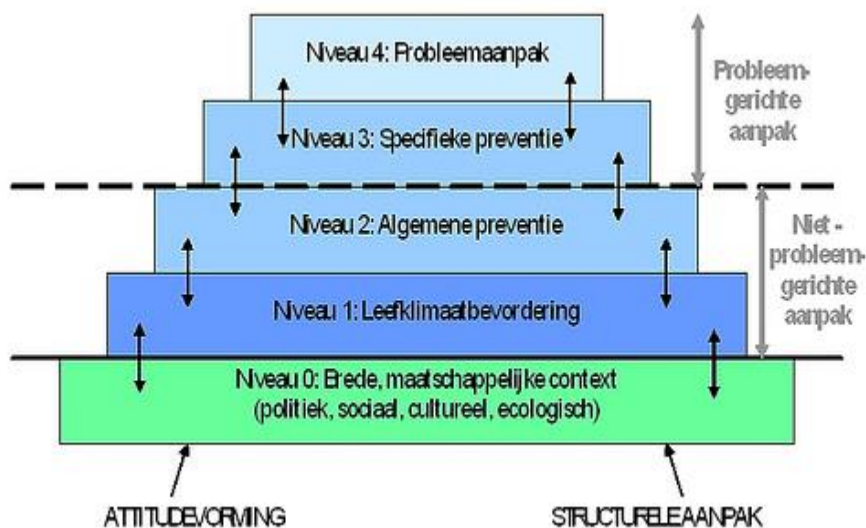 Niveau 4: Probleemaanpak
Probleem-
gerichte
aanpak
Niveau 3: Specifieke preventie
Niveau 2: Algemene preventie
Niet -
probleem-
gerichte
aanpak
Niveau 1: Leefklimaatbevordering
Niveau 0: Brede, maatschappelijke context
(politiek, sociaal, cultureel, ecologisch)
ATTITUDEVORMING
STRUCTURELE AANPAK